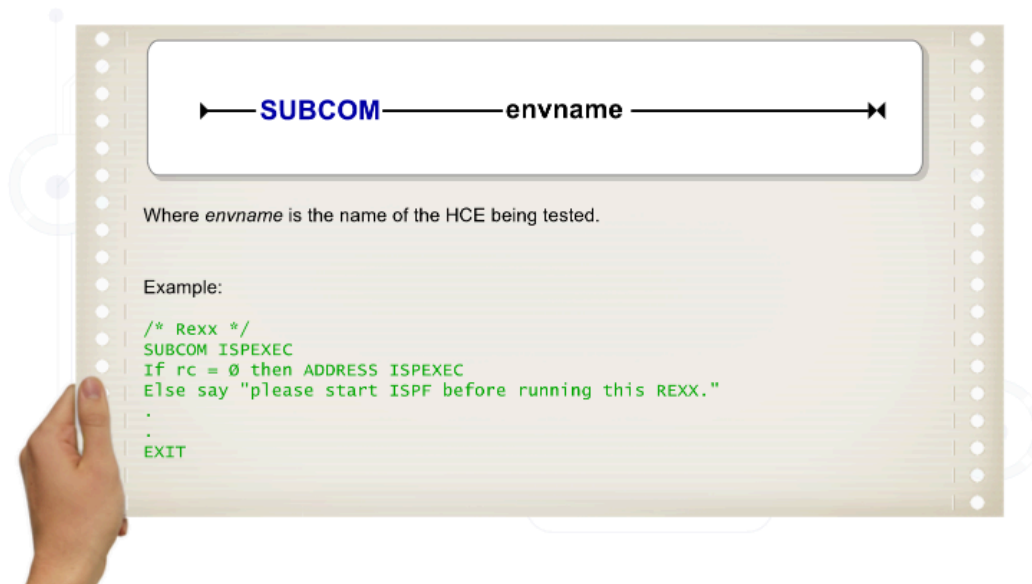 SUBCOM envname
Where envname is the name of the HCE being tested.
Example:
/* Rexx */
SUBCOM ISPEXEC
If rc = Ø then ADDRESS ISPEXEC
Else say "please start ISPF before running this REXX."
.
.
EXIT